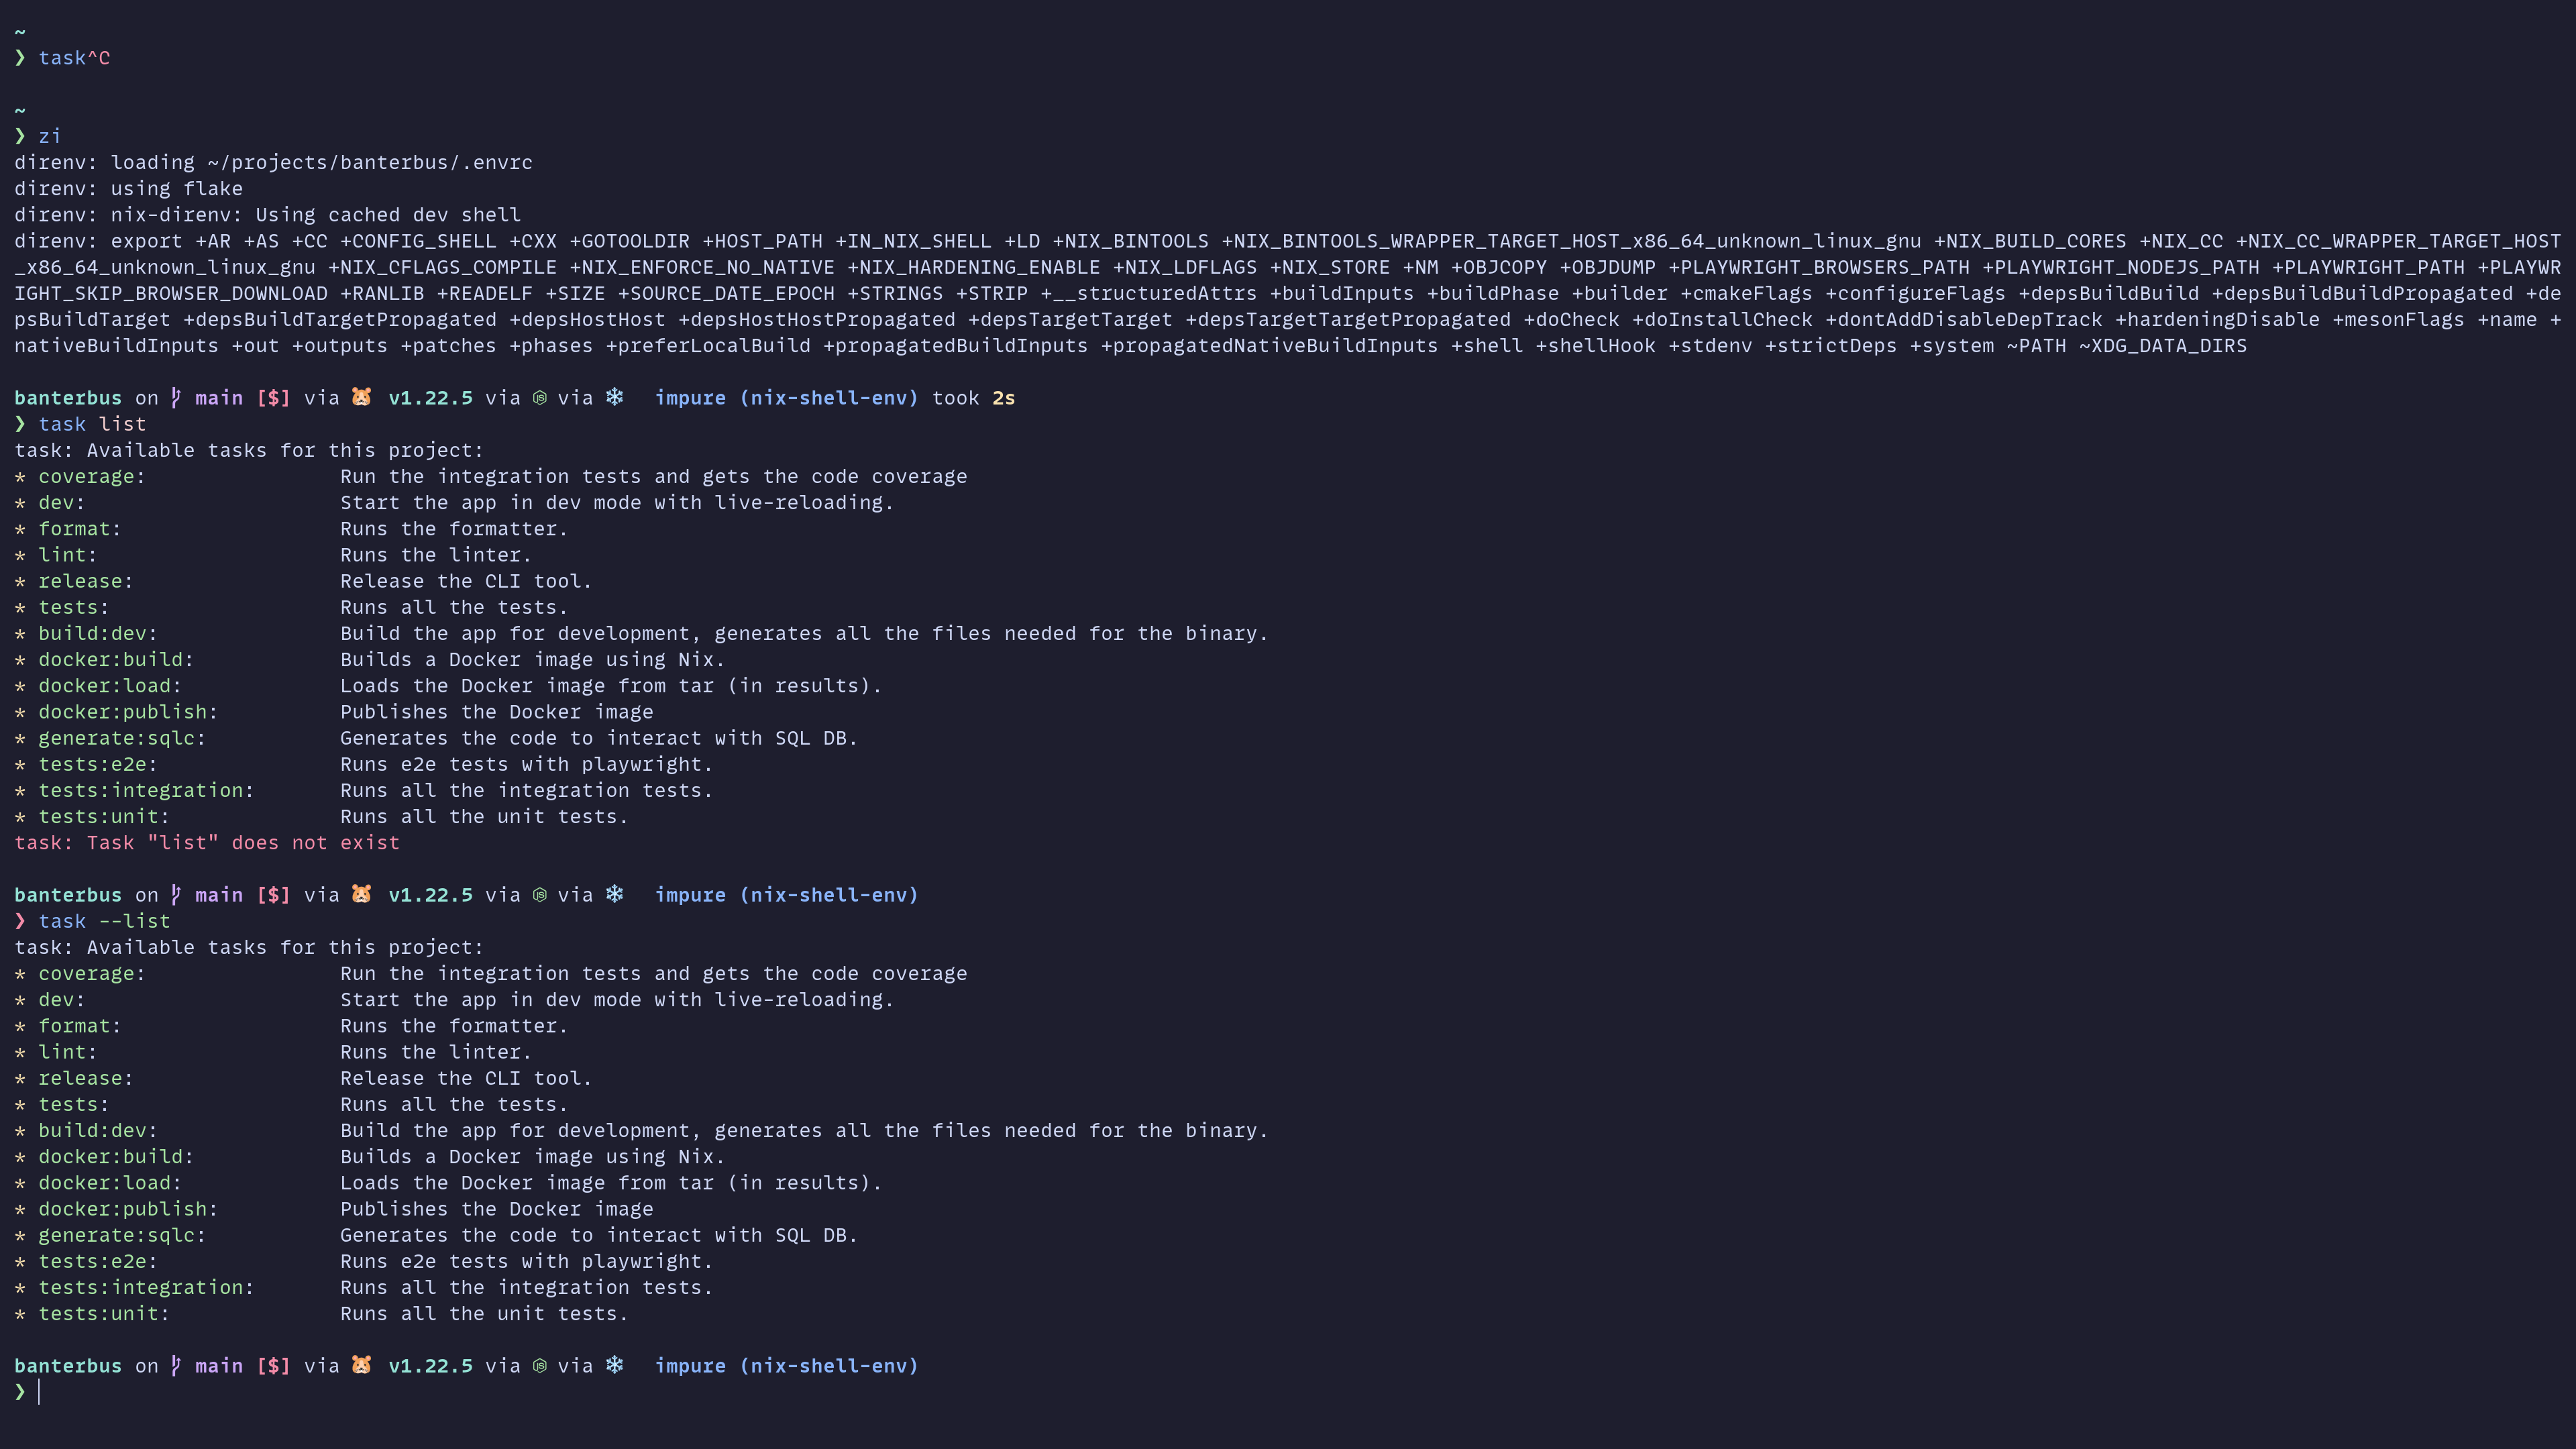 ~
❯ task^C
~
❯ zi
direnv: loading ~/projects/banterbus/.envrc
direnv: using flake
direnv: nix-direnv: Using cached dev shell
direnv: export +AR +AS +CC +CONFIG_SHELL +CXX +GOTOOLDIR +HOST_PATH +IN_NIX_SHELL +LD +NIX_BINTOOLS +NIX_BINTOOLS_WRAPPER_TARGET_HOST_x86_64_unknown_linux_gnu +NIX_BUILD_CORES +NIX_CC +NIX_CC_WRAPPER_TARGET_HOST
_x86_64_unknown_linux_gnu +NIX_CFLAGS_COMPILE +NIX_ENFORCE_NO_NATIVE +NIX_HARDENING_ENABLE +NIX_LDFLAGS +NIX_STORE +NM +OBJCOPY +OBJDUMP +PLAYWRIGHT_BROWSERS_PATH +PLAYWRIGHT_NODEJS_PATH +PLAYWRIGHT_PATH +PLAYWR
IGHT_SKIP_BROWSER_DOWNLOAD +RANLIB +READELF +SIZE +SOURCE_DATE_EPOCH +STRINGS +STRIP +__structuredAttrs +buildInputs +buildPhase +builder +cmakeFlags +configureFlags +depsBuildBuild +depsBuildBuildPropagated +de
psBuildTarget +depsBuildTargetPropagated +depsHostHost +depsHostHostPropagated +depsTargetTarget +depsTargetTargetPropagated +doCheck +doInstallCheck +dontAddDisableDepTrack +hardeningDisable +mesonFlags +name +
nativeBuildInputs +out +outputs +patches +phases +preferLocalBuild +propagatedBuildInputs +propagatedNativeBuildInputs +shell +shellHook +stdenv +strictDeps +system ~PATH ~XDG_DATA_DIRS
banterbus on main [$] via 🐹 v1.22.5 via via ❄️ impure (nix-shell-env) took 2s
❯ task list
task: Available tasks for this project:
* coverage: Run the integration tests and gets the code coverage
* dev: Start the app in dev mode with live-reloading.
* format: Runs the formatter.
* lint: Runs the linter.
* release: Release the CLI tool.
* tests: Runs all the tests.
* build:dev: Build the app for development, generates all the files needed for the binary.
* docker:build: Builds a Docker image using Nix.
* docker:load: Loads the Docker image from tar (in results).
* docker:publish: Publishes the Docker image
* generate:sqlc: Generates the code to interact with SQL DB.
* tests:e2e: Runs e2e tests with playwright.
* tests:integration: Runs all the integration tests.
* tests:unit: Runs all the unit tests.
task: Task "list" does not exist
banterbus on main [$] via 🐹 v1.22.5 via via ❄️ impure (nix-shell-env)
❯ task --list
task: Available tasks for this project:
* coverage: Run the integration tests and gets the code coverage
* dev: Start the app in dev mode with live-reloading.
* format: Runs the formatter.
* lint: Runs the linter.
* release: Release the CLI tool.
* tests: Runs all the tests.
* build:dev: Build the app for development, generates all the files needed for the binary.
* docker:build: Builds a Docker image using Nix.
* docker:load: Loads the Docker image from tar (in results).
* docker:publish: Publishes the Docker image
* generate:sqlc: Generates the code to interact with SQL DB.
* tests:e2e: Runs e2e tests with playwright.
* tests:integration: Runs all the integration tests.
* tests:unit: Runs all the unit tests.
banterbus on main [$] via 🐹 v1.22.5 via via ❄️ impure (nix-shell-env)
❯